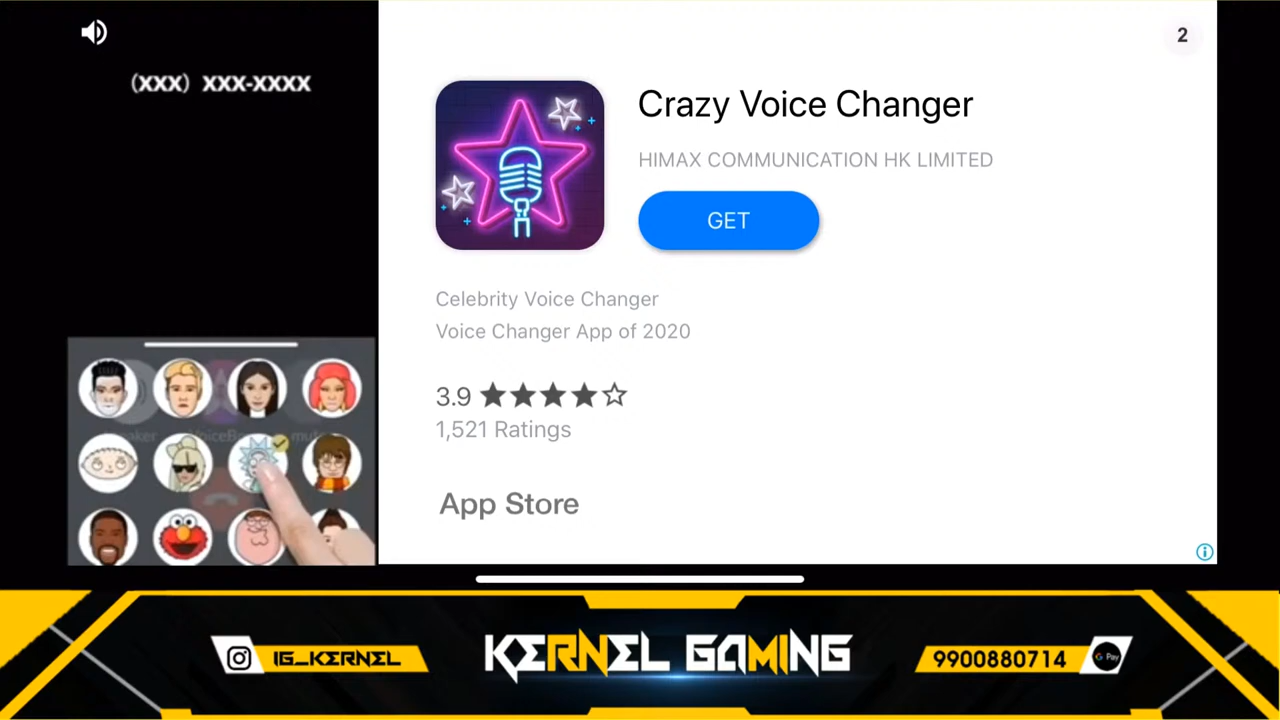 (XXX) XXX-XXXX
2
Crazy Voice Changer
HIMAX COMMUNICATION HK LIMITED
GET
Celebrity Voice Changer
Voice Changer App of 2020
3.9
1,521 Ratings
App Store
IG_KERNEL
KERNEL GAMING
9900880714
G Pay